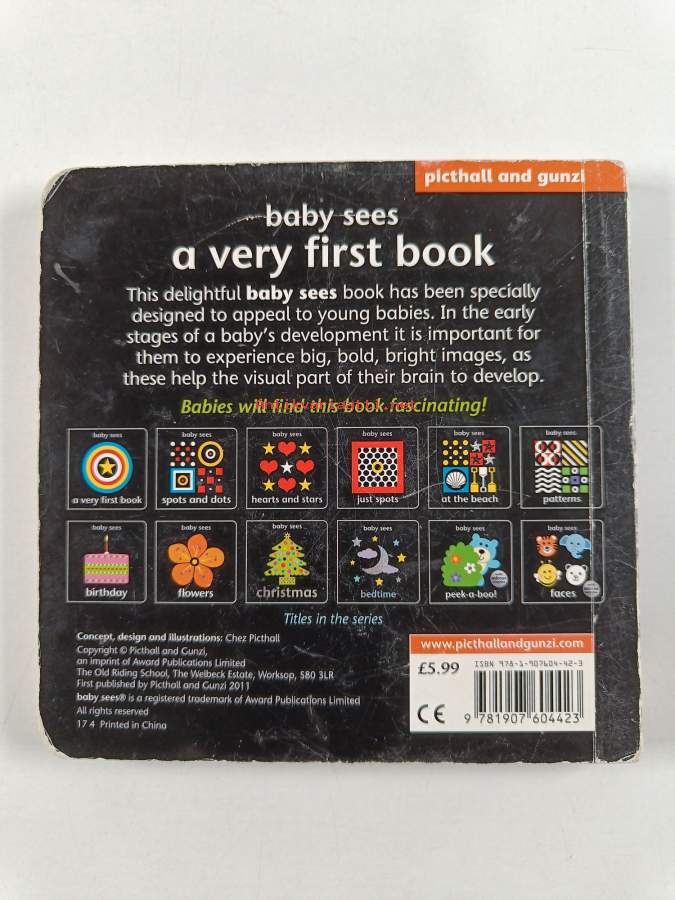 picthall and gunzi
baby sees
a very first book
This delightful baby sees book has been specially
designed to appeal to young babies. In the early
stages of a baby's development it is important for
them to experience big, bold, bright images, as
these help the visual part of their brain to develop.
Babies will find this book fascinating!
baby sees
a very first book
baby sees
spots and dots
baby sees
hearts and stars
baby sees
just spots
baby sees
at the beach
baby sees
patterns
baby sees
birthday
baby sees
flowers
baby sees
christmas
baby sees
bedtime
baby sees
peek-a-boo!
baby sees
faces
Titles in the series
Concept, design and illustrations: Chez Picthall
Copyright © Picthall and Gunzi,
an imprint of Award Publications Limited
The Old Riding School, The Welbeck Estate, Worksop, S80 3LR
First published by Picthall and Gunzi 2011
baby sees® is a registered trademark of Award Publications Limited
All rights reserved
17 4 Printed in China
www.picthallandgunzi.com
£5.99
ISBN 978-1-907604-42-3
CE
9 781907 604423